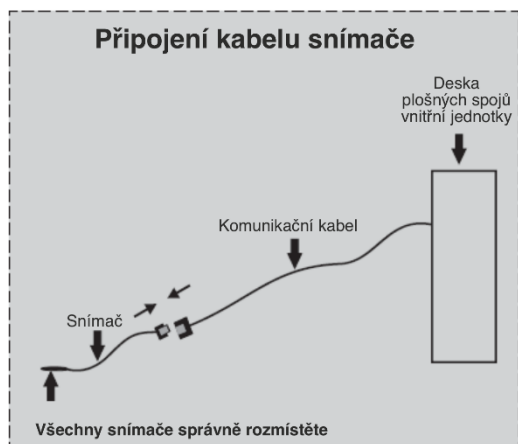 Připojení kabelu snímače
Deska
plošných spojů
vnitřní jednotky
Komunikační kabel
Snímač
Všechny snímače správně rozmístěte